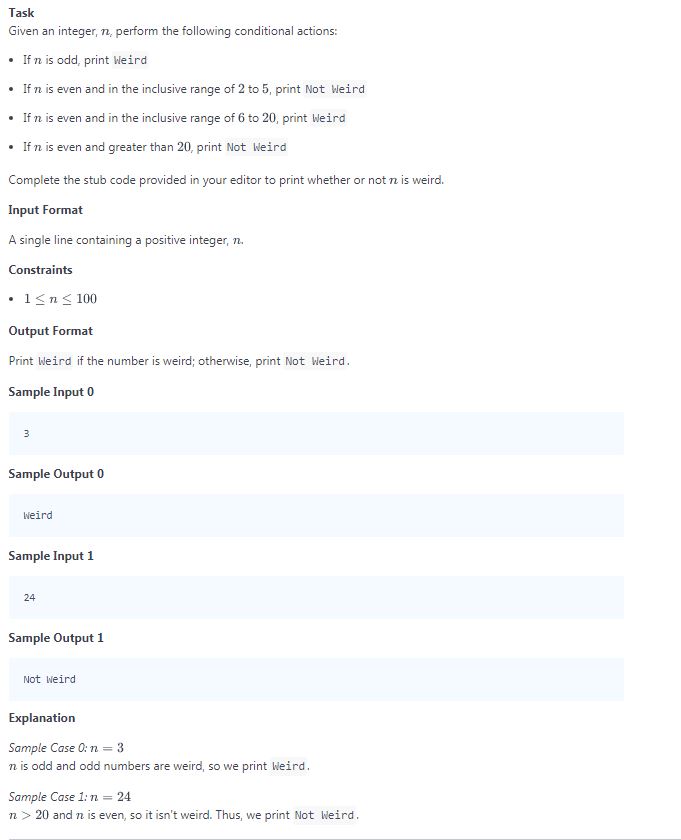 Task
Given an integer, n, perform the following conditional actions:
• If n is odd, print Weird
• If n is even and in the inclusive range of 2 to 5, print Not Weird
• If n is even and in the inclusive range of 6 to 20, print Weird
• If n is even and greater than 20, print Not Weird
Complete the stub code provided in your editor to print whether or not n is weird.
Input Format
A single line containing a positive integer, n.
Constraints
• 1 ≤ n ≤ 100
Output Format
Print Weird if the number is weird; otherwise, print Not Weird.
Sample Input 0
3
Sample Output 0
Weird
Sample Input 1
24
Sample Output 1
Not Weird
Explanation
Sample Case 0: n = 3
n is odd and odd numbers are weird, so we print Weird.
Sample Case 1: n = 24
n > 20 and n is even, so it isn't weird. Thus, we print Not Weird.